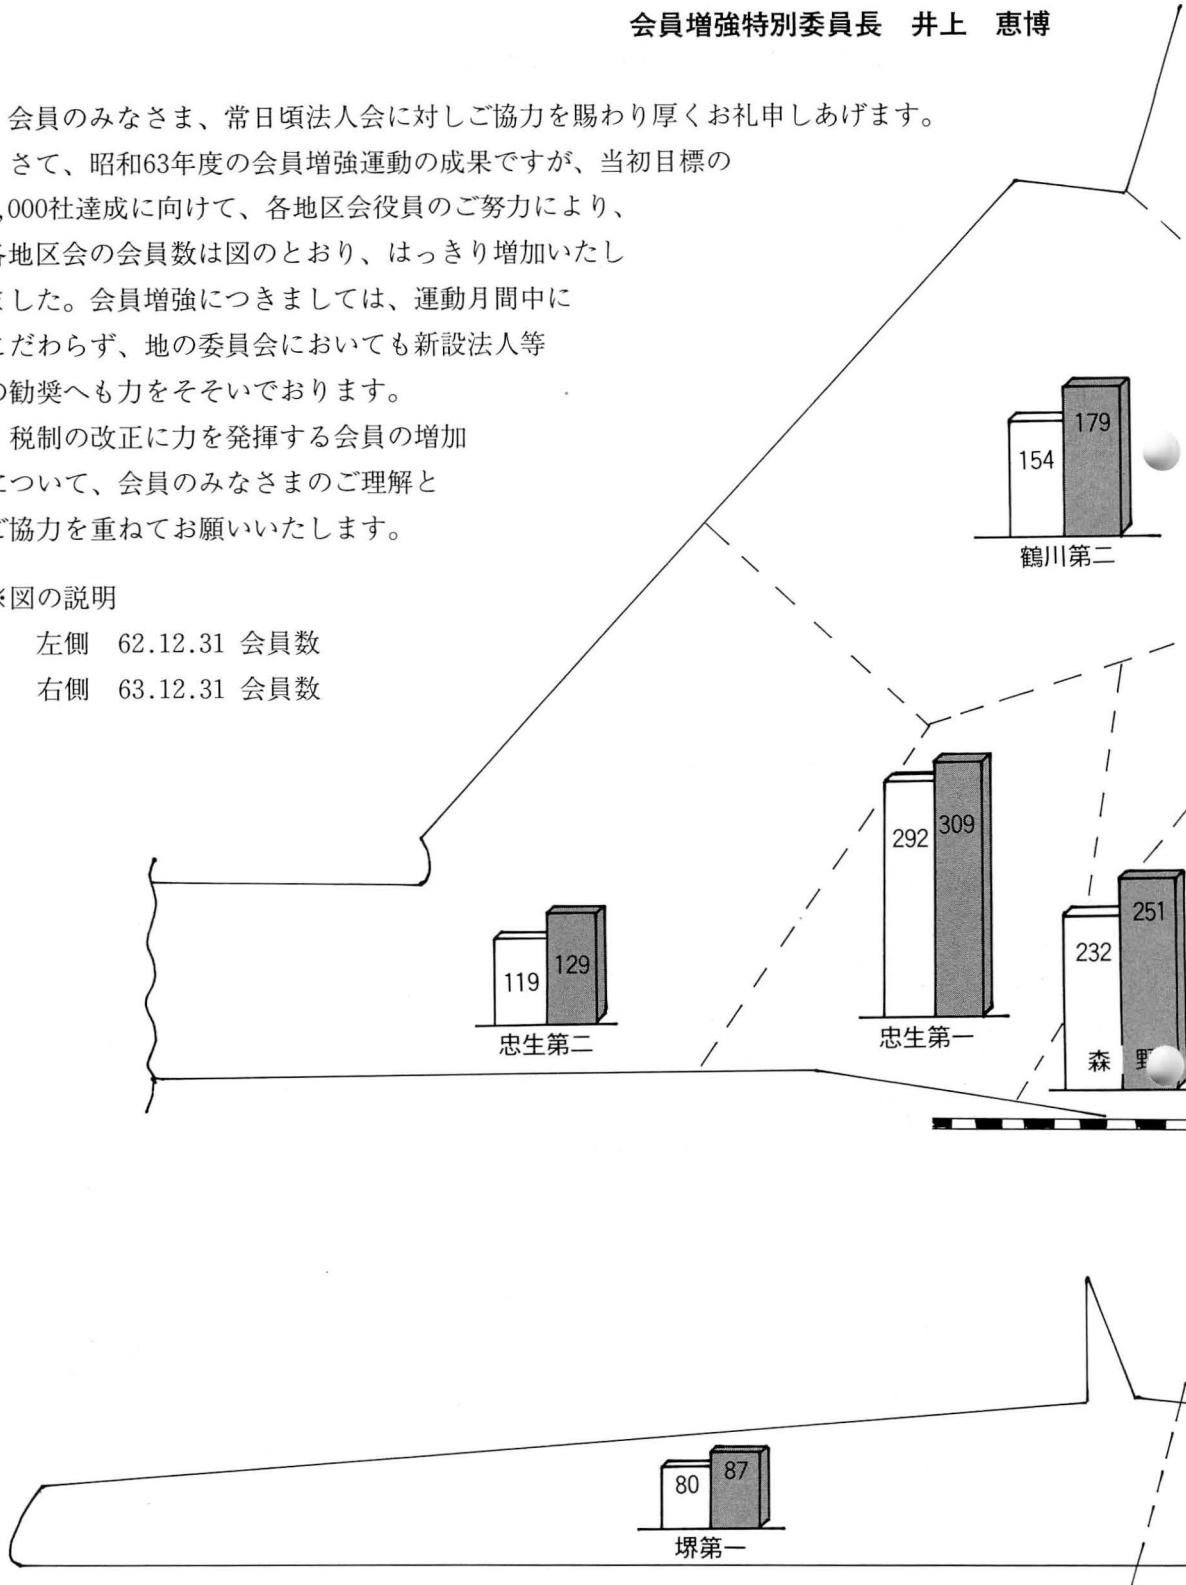 会員増強特別委員長　井上　恵博
会員のみなさま、常日頃法人会に対しご協力を賜わり厚くお礼申しあげます。
さて、昭和63年度の会員増強運動の成果ですが、当初目標の
,000社達成に向けて、各地区会役員のご努力により、
各地区会の会員数は図のとおり、はっきり増加いたし
ました。会員増強につきましては、運動月間中に
こだわらず、地の委員会においても新設法人等
の勧奨へも力をそそいでおります。
税制の改正に力を発揮する会員の増加
について、会員のみなさまのご理解と
ご協力を重ねてお願いいたします。
※図の説明
左側　62.12.31 会員数
右側　63.12.31 会員数
154 179
鶴川第二
292 309
忠生第一
232 251
森 野
119 129
忠生第二
80 87
堺第一